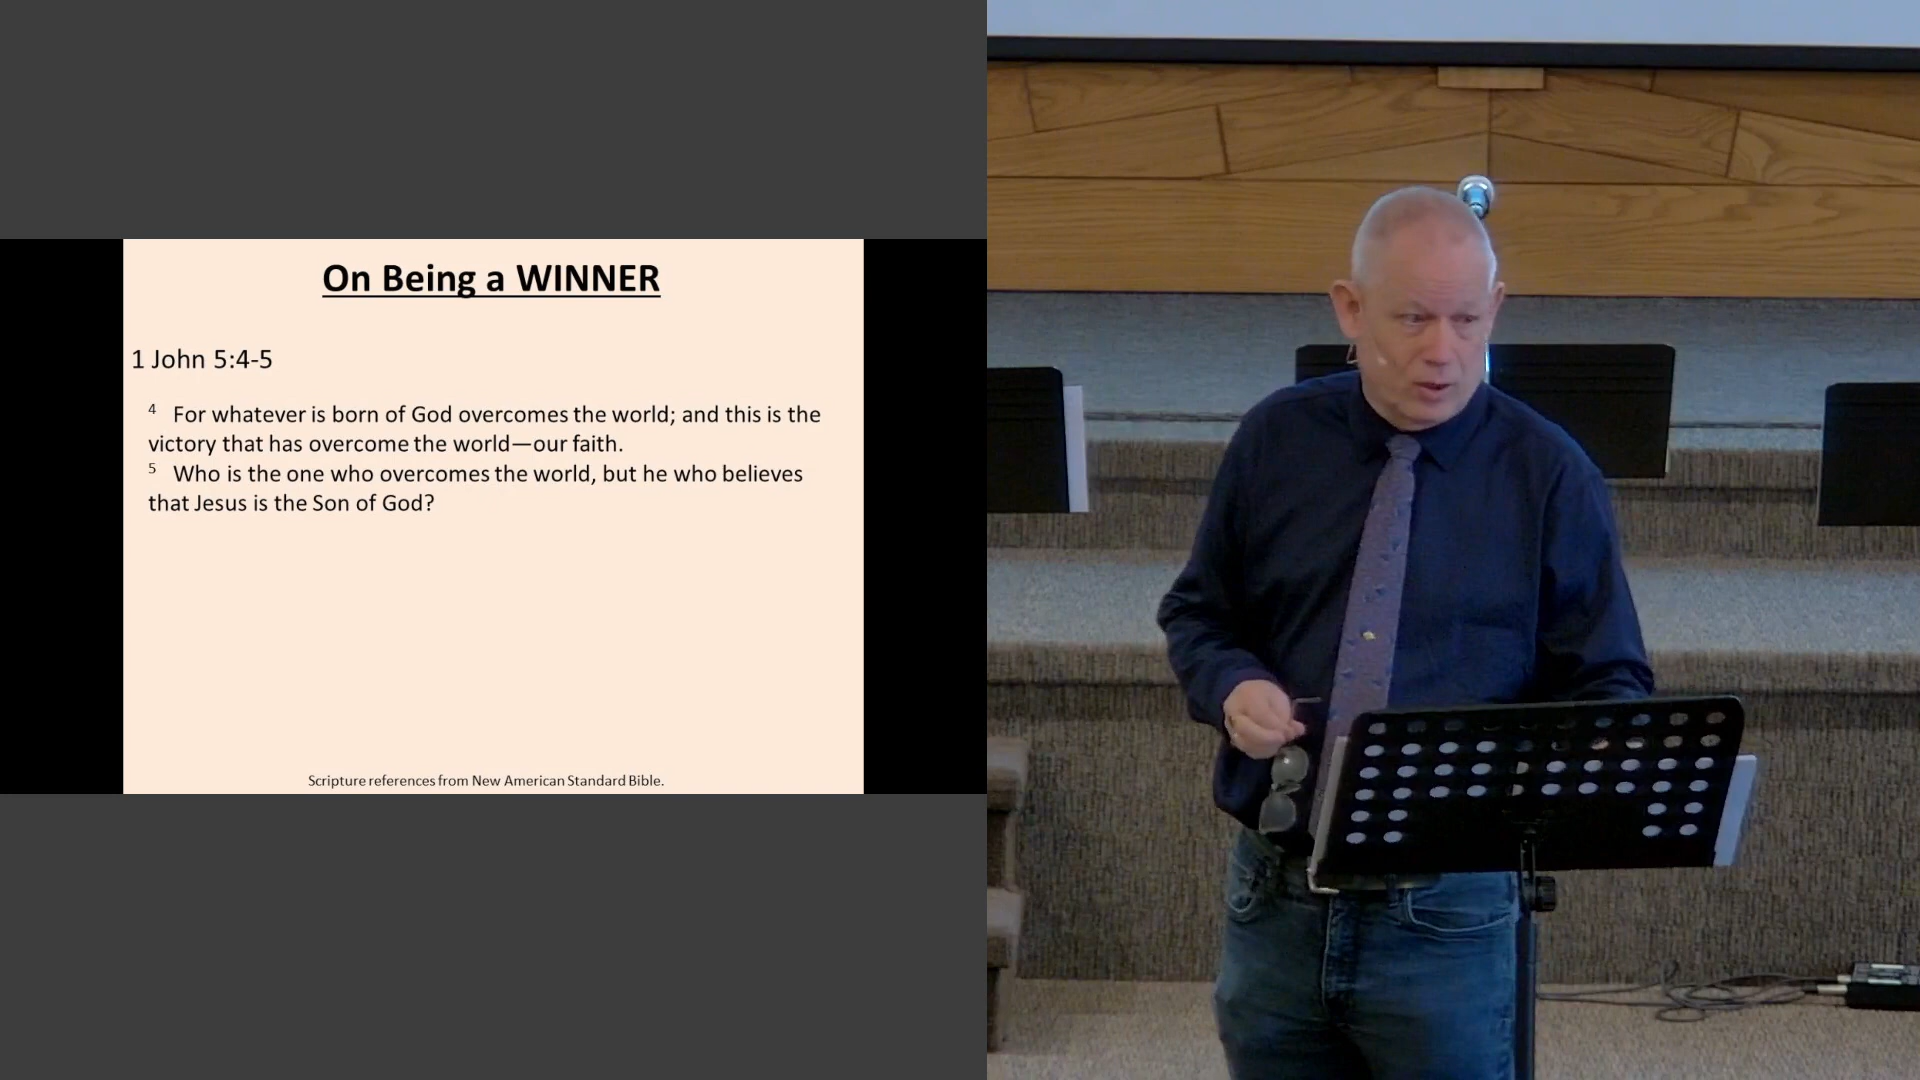 On Being a WINNER
1 John 5:4-5
4 For whatever is born of God overcomes the world; and this is the
victory that has overcome the world—our faith.
5 Who is the one who overcomes the world, but he who believes
that Jesus is the Son of God?
Scripture references from New American Standard Bible.